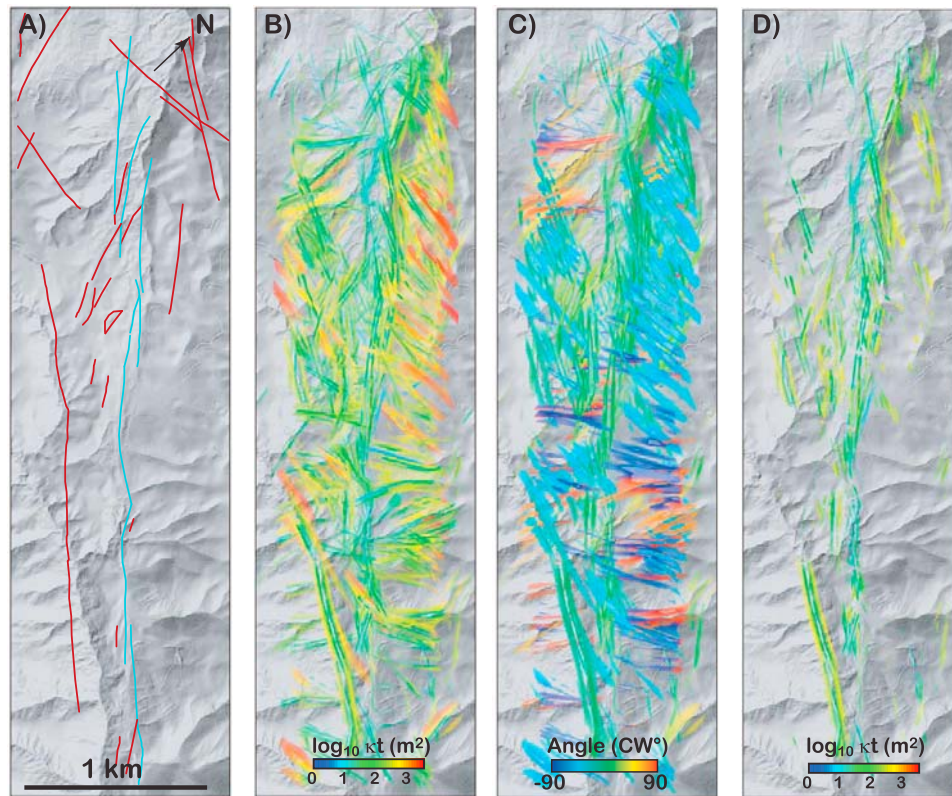 A)
N
1 km
B)
log₁₀ κt (m²)
0 1 2 3
C)
Angle (CW°)
-90 90
D)
log₁₀ κt (m²)
0 1 2 3